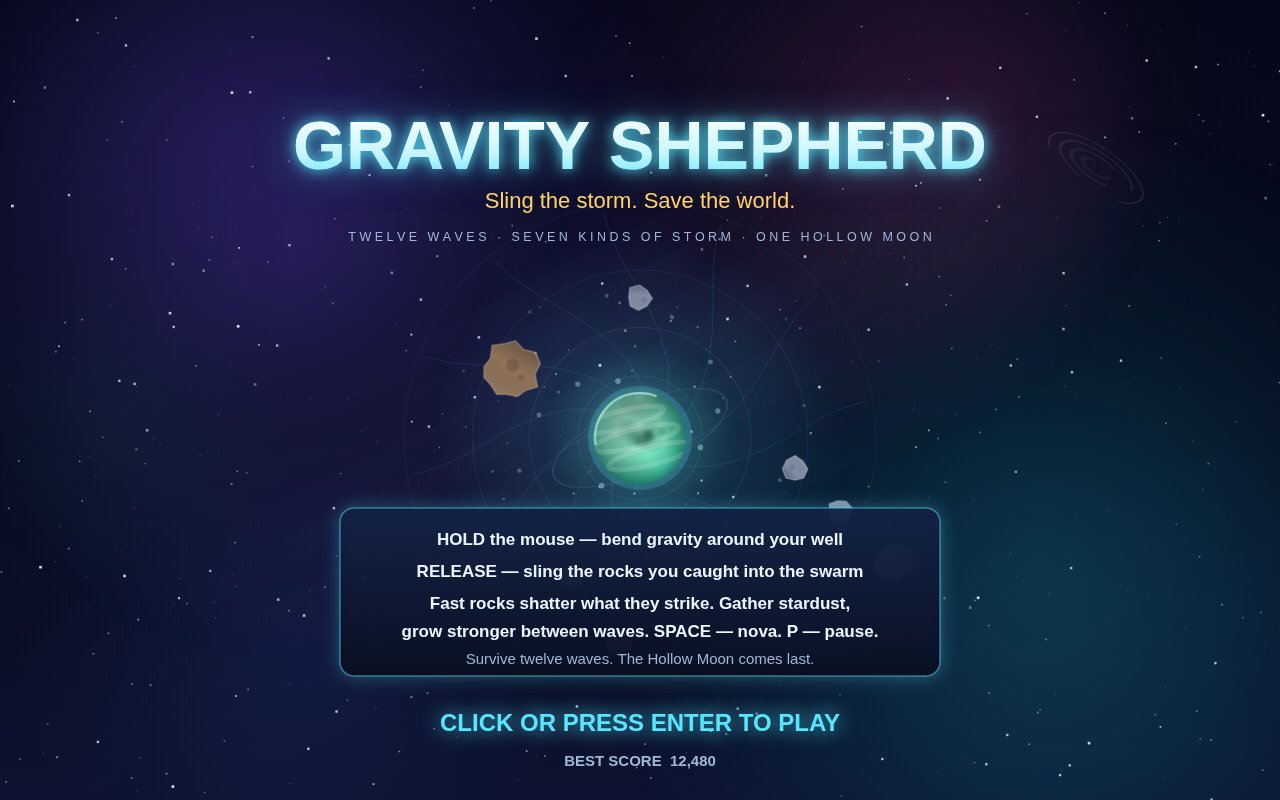 GRAVITY SHEPHERD
Sling the storm. Save the world.
TWELVE WAVES · SEVEN KINDS OF STORM · ONE HOLLOW MOON
HOLD the mouse — bend gravity around your well
RELEASE — sling the rocks you caught into the swarm
Fast rocks shatter what they strike. Gather stardust,
grow stronger between waves. SPACE — nova. P — pause.
Survive twelve waves. The Hollow Moon comes last.
CLICK OR PRESS ENTER TO PLAY
BEST SCORE 12,480